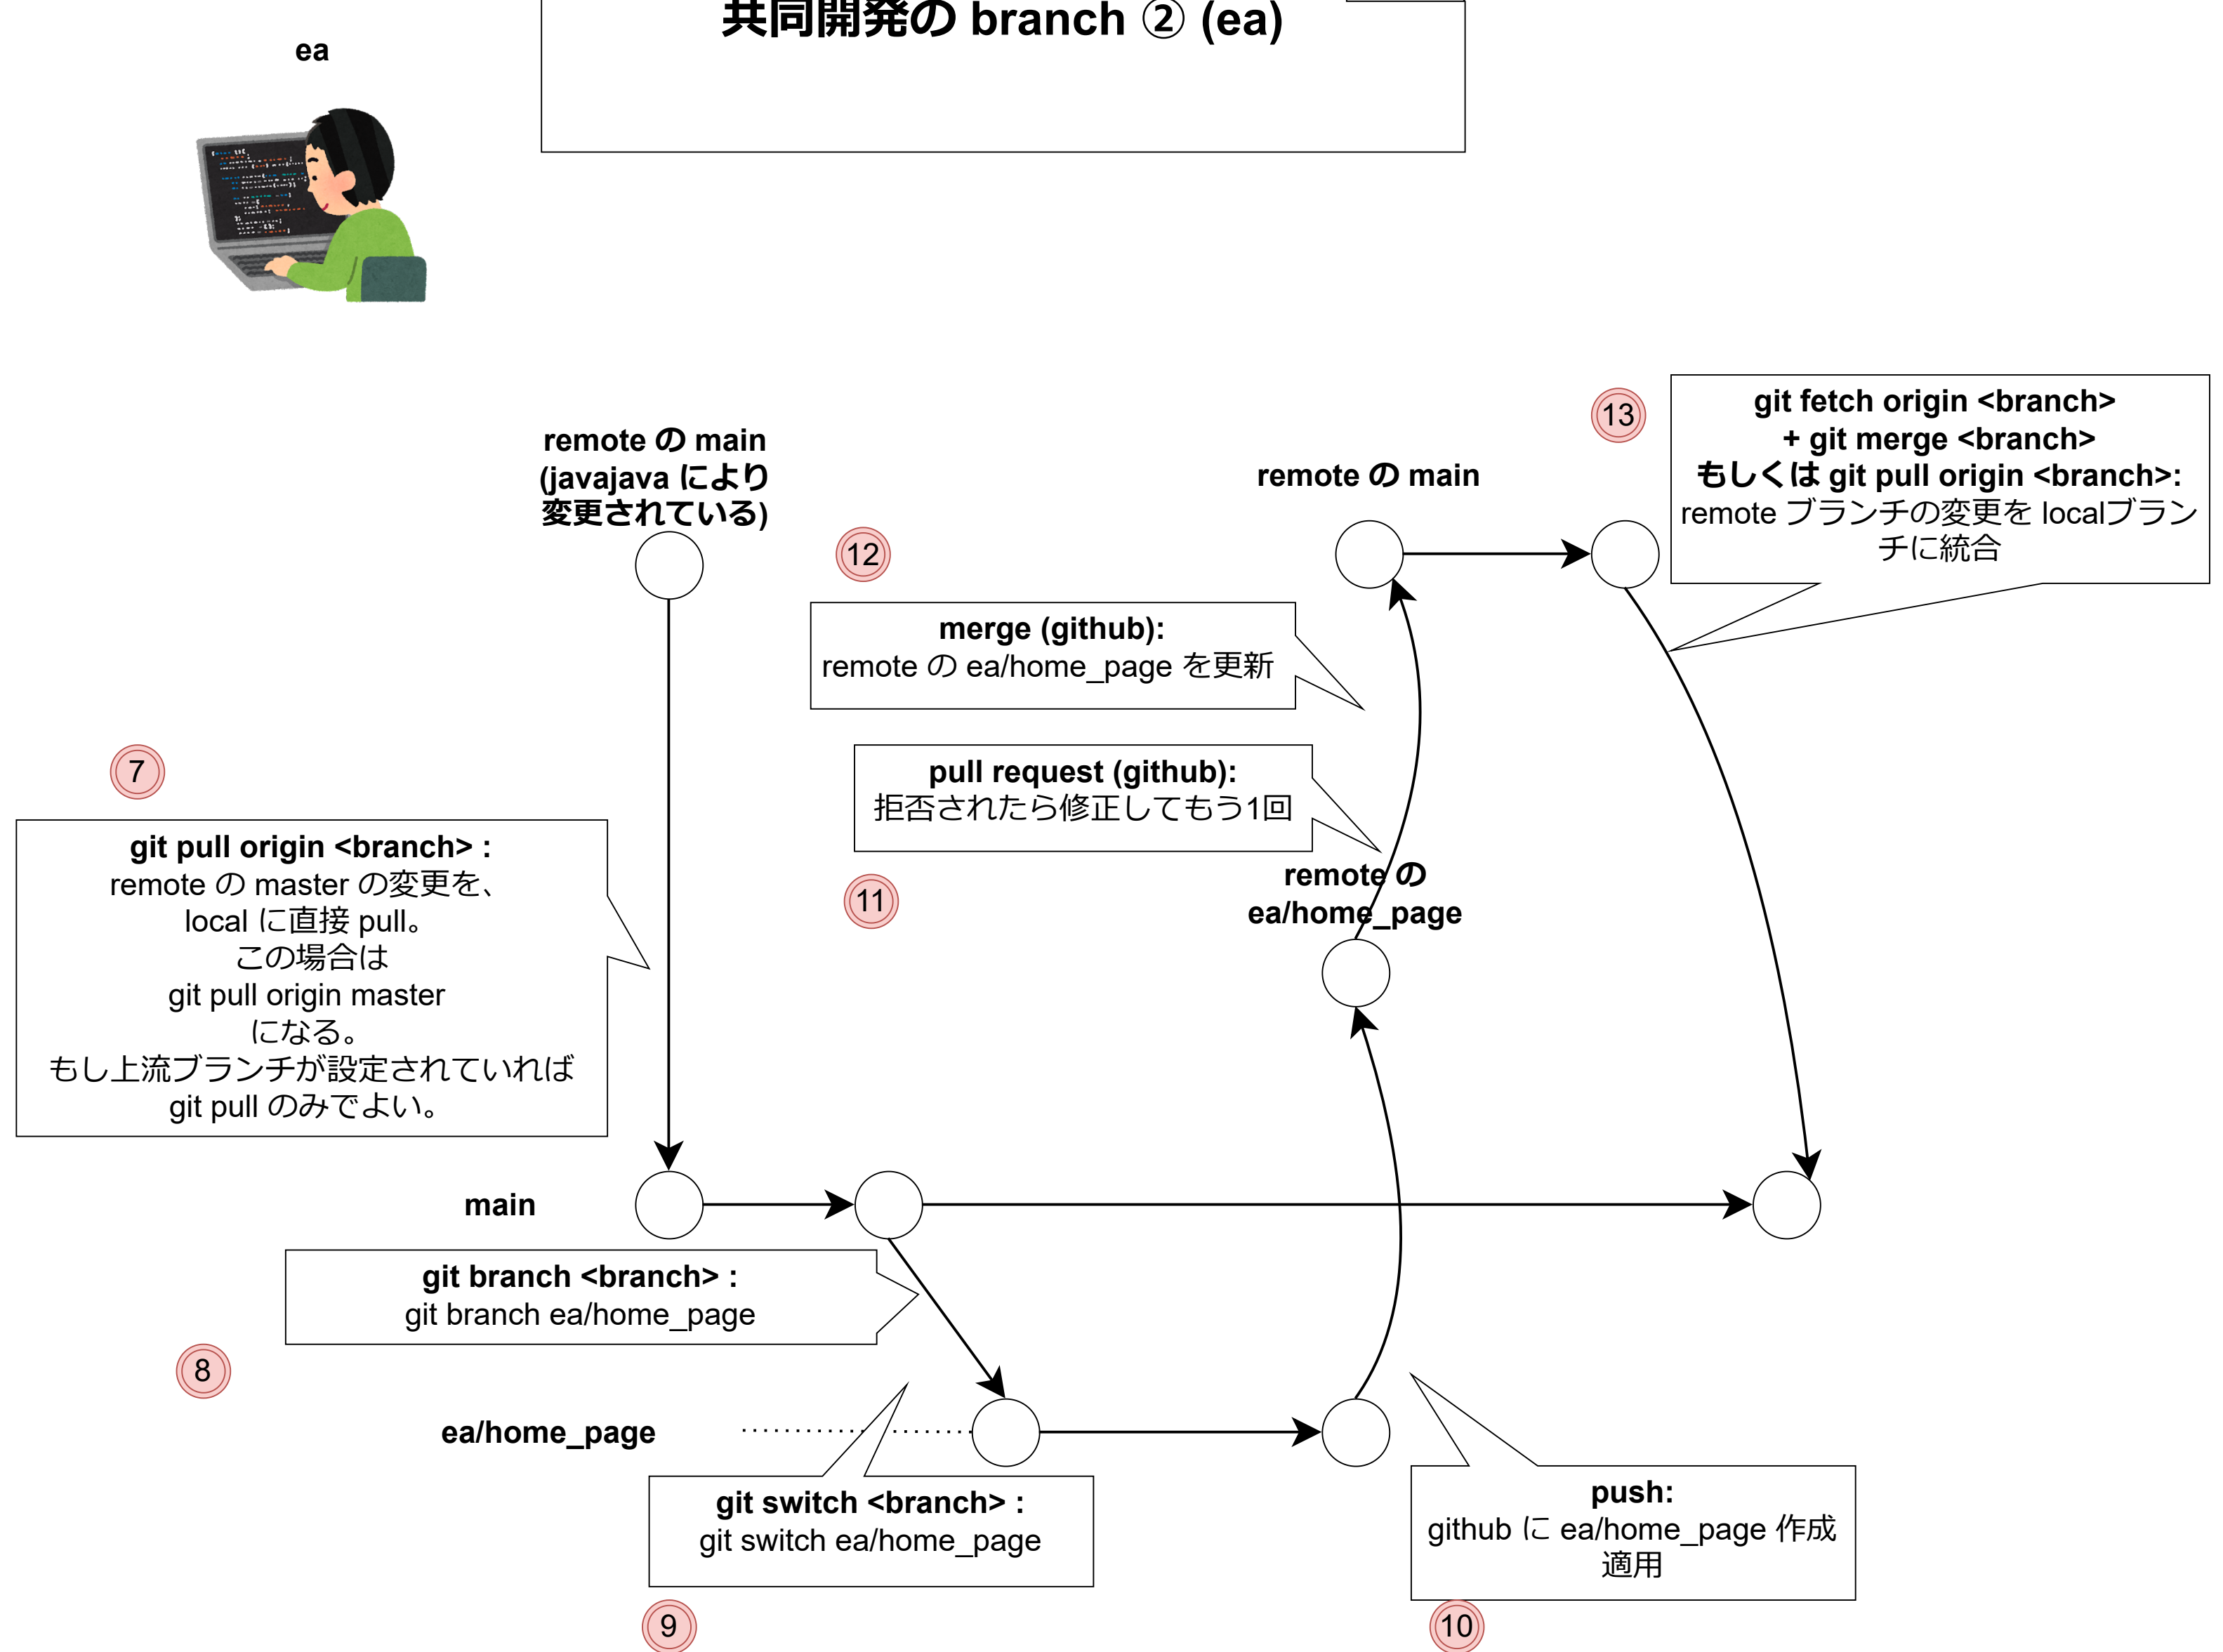 共同開発の branch ② (ea)
ea
remote の main
(javajava により
変更されている)
remote の main
13
git fetch origin <branch>
+ git merge <branch>
もしくは git pull origin <branch>:
remote ブランチの変更を localブラン
チに統合
12
merge (github):
remote の ea/home_page を更新
pull request (github):
拒否されたら修正してもう1回
11
remote の
ea/home_page
7
git pull origin <branch> :
remote の master の変更を、
local に直接 pull。
この場合は
git pull origin master
になる。
もし上流ブランチが設定されていれば
git pull のみでよい。
main
git branch <branch> :
git branch ea/home_page
8
ea/home_page
git switch <branch> :
git switch ea/home_page
9
push:
github に ea/home_page 作成
適用
10